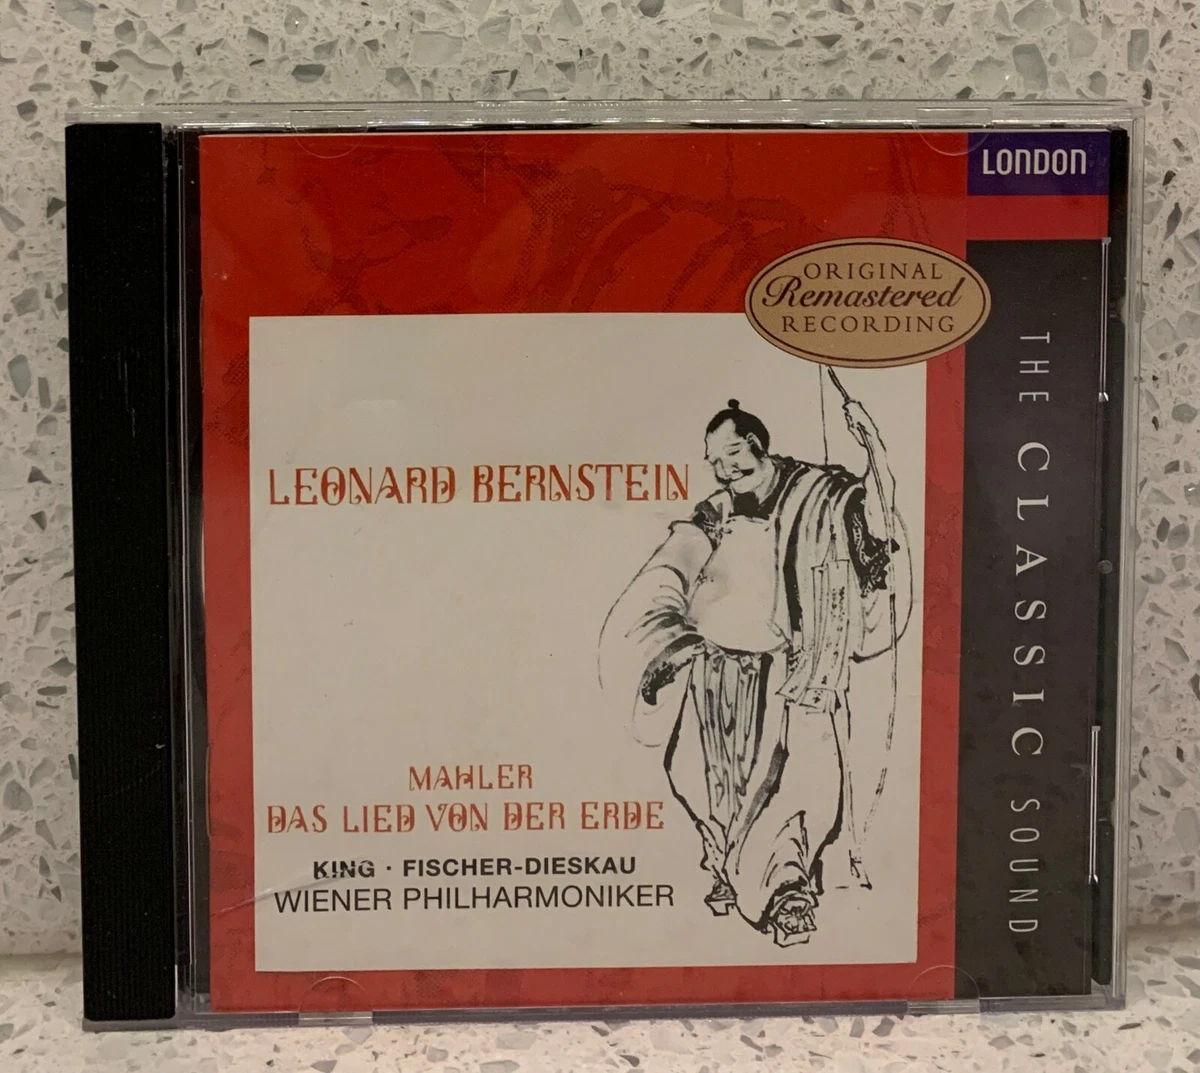 LONDON
ORIGINAL
Remastered
RECORDING
THE CLASSIC SOUND
LEONARD BERNSTEIN
MAHLER
DAS LIED VON DER ERDE
KING · FISCHER-DIESKAU
WIENER PHILHARMONIKER